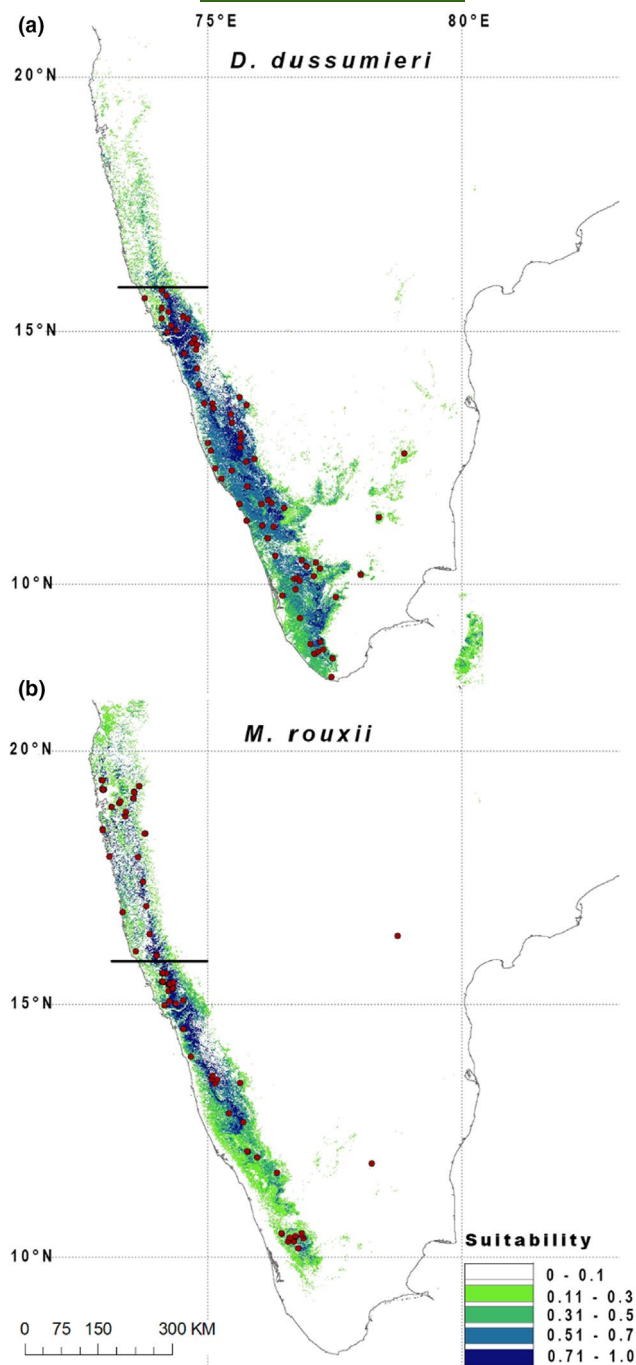 75°E 80°E
(a)
D. dussumieri
20°N
15°N
10°N
(b)
M. rouxii
20°N
15°N
10°N
Suitability
0 - 0.1
0.11 - 0.3
0.31 - 0.5
0.51 - 0.7
0.71 - 1.0
0 75 150 300 KM